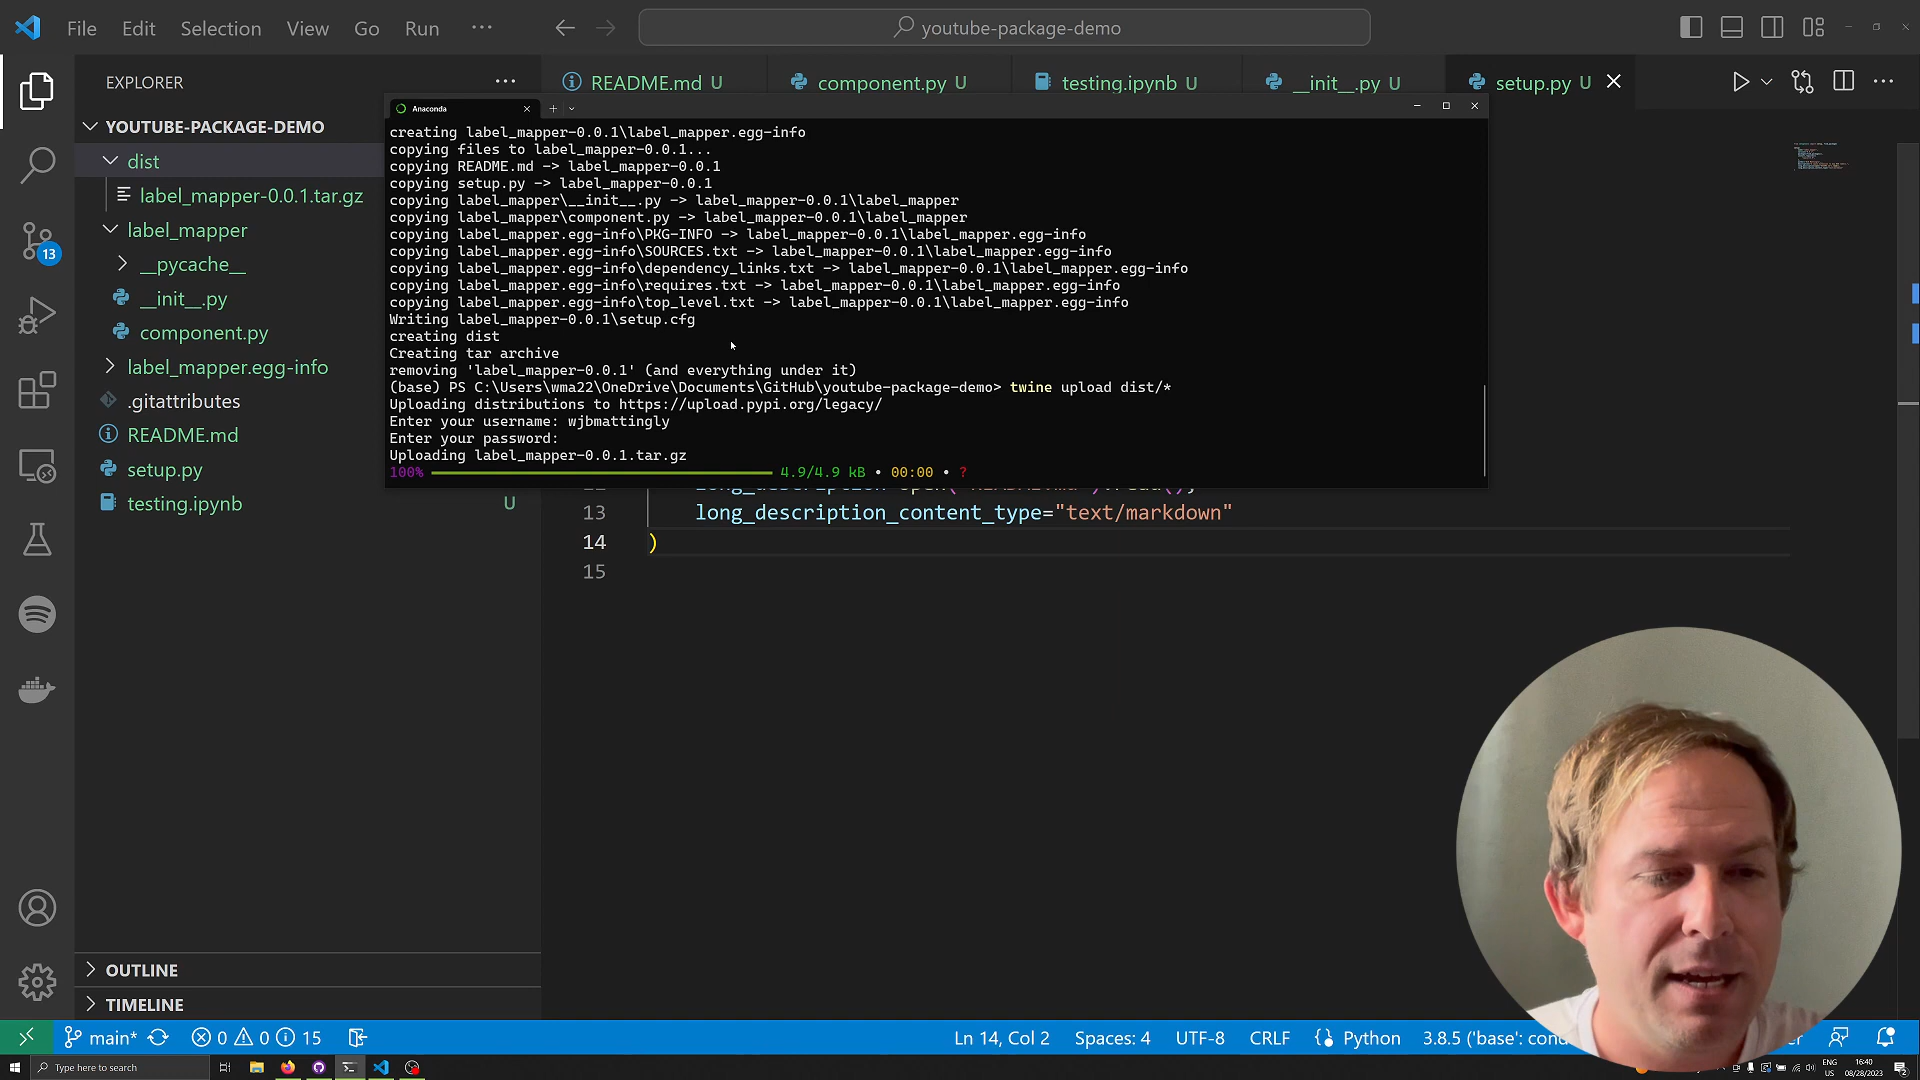 File Edit Selection View Go Run ···
youtube-package-demo
EXPLORER ···
README.md U
component.py U
testing.ipynb U
__init__.py U
setup.py U
YOUTUBE-PACKAGE-DEMO
dist
label_mapper-0.0.1.tar.gz
label_mapper
__pycache__
__init__.py
component.py
label_mapper.egg-info
.gitattributes
README.md
setup.py
testing.ipynb U
13
Anaconda
creating label_mapper-0.0.1\label_mapper.egg-info
copying files to label_mapper-0.0.1...
copying README.md -> label_mapper-0.0.1
copying setup.py -> label_mapper-0.0.1
copying label_mapper\__init__.py -> label_mapper-0.0.1\label_mapper
copying label_mapper\component.py -> label_mapper-0.0.1\label_mapper
copying label_mapper.egg-info\PKG-INFO -> label_mapper-0.0.1\label_mapper.egg-info
copying label_mapper.egg-info\SOURCES.txt -> label_mapper-0.0.1\label_mapper.egg-info
copying label_mapper.egg-info\dependency_links.txt -> label_mapper-0.0.1\label_mapper.egg-info
copying label_mapper.egg-info\requires.txt -> label_mapper-0.0.1\label_mapper.egg-info
copying label_mapper.egg-info\top_level.txt -> label_mapper-0.0.1\label_mapper.egg-info
Writing label_mapper-0.0.1\setup.cfg
creating dist
Creating tar archive
removing 'label_mapper-0.0.1' (and everything under it)
(base) PS C:\Users\wma22\OneDrive\Documents\GitHub\youtube-package-demo> twine upload dist/*
Uploading distributions to https://upload.pypi.org/legacy/
Enter your username: wjbmattingly
Enter your password:
Uploading label_mapper-0.0.1.tar.gz
100% 4.9/4.9 kB • 00:00 • ?
13 long_description_content_type="text/markdown"
14 )
15
OUTLINE
TIMELINE
main* 0 0 15
Ln 14, Col 2 Spaces: 4 UTF-8 CRLF Python 3.8.5 ('base': con
Type here to search
ENG
US
16:40
08/28/2023